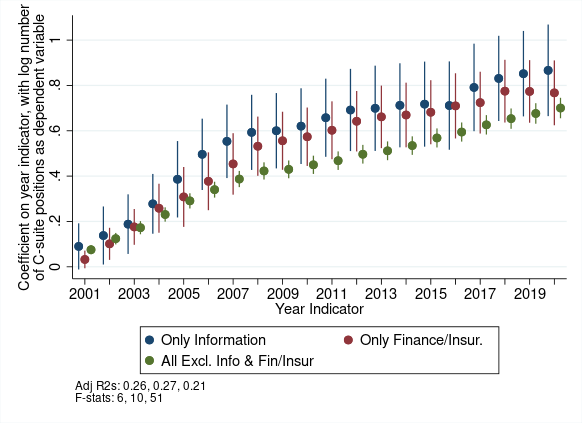 Coefficient on year indicator, with log number
of C-suite positions as dependent variable
1
.8
.6
.4
.2
0
2001 2003 2005 2007 2009 2011 2013 2015 2017 2019
Year Indicator
Only Information Only Finance/Insur.
All Excl. Info & Fin/Insur
Adj R2s: 0.26, 0.27, 0.21
F-stats: 6, 10, 51